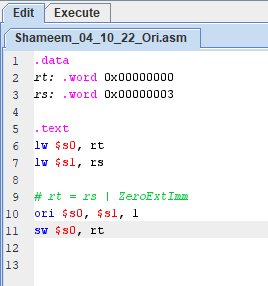 Edit Execute
Shameem_04_10_22_Ori.asm
1 .data
2 rt: .word 0x00000000
3 rs: .word 0x00000003
4
5 .text
6 lw $s0, rt
7 lw $s1, rs
8
9 # rt = rs | ZeroExtImm
10 ori $s0, $s1, 1
11 sw $s0, rt
12
13